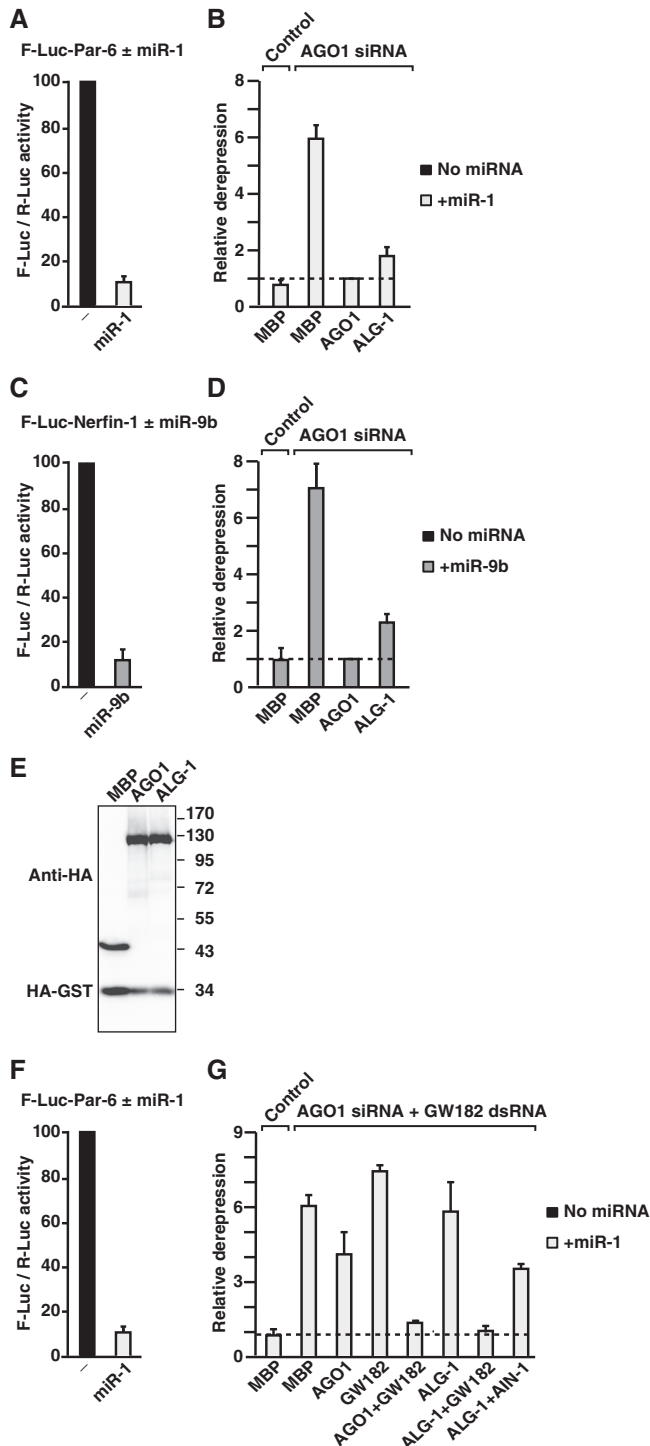 A
F-Luc-Par-6 ± miR-1
F-Luc / R-Luc activity
100
80
60
40
20
0
–
miR-1
B
Control
AGO1 siRNA
Relative derepression
8
6
4
2
0
MBP
MBP
AGO1
ALG-1
No miRNA
+miR-1
C
F-Luc-Nerfin-1 ± miR-9b
F-Luc / R-Luc activity
100
80
60
40
20
0
–
miR-9b
D
Control
AGO1 siRNA
Relative derepression
8
6
4
2
0
MBP
MBP
AGO1
ALG-1
No miRNA
+miR-9b
E
MBP
AGO1
ALG-1
Anti-HA
HA-GST
170
130
95
72
55
43
34
F
F-Luc-Par-6 ± miR-1
F-Luc / R-Luc activity
100
80
60
40
20
0
–
miR-1
G
Control
AGO1 siRNA + GW182 dsRNA
Relative derepression
9
6
3
0
MBP
MBP
AGO1
GW182
AGO1+GW182
ALG-1
ALG-1+GW182
ALG-1+AIN-1
No miRNA
+miR-1